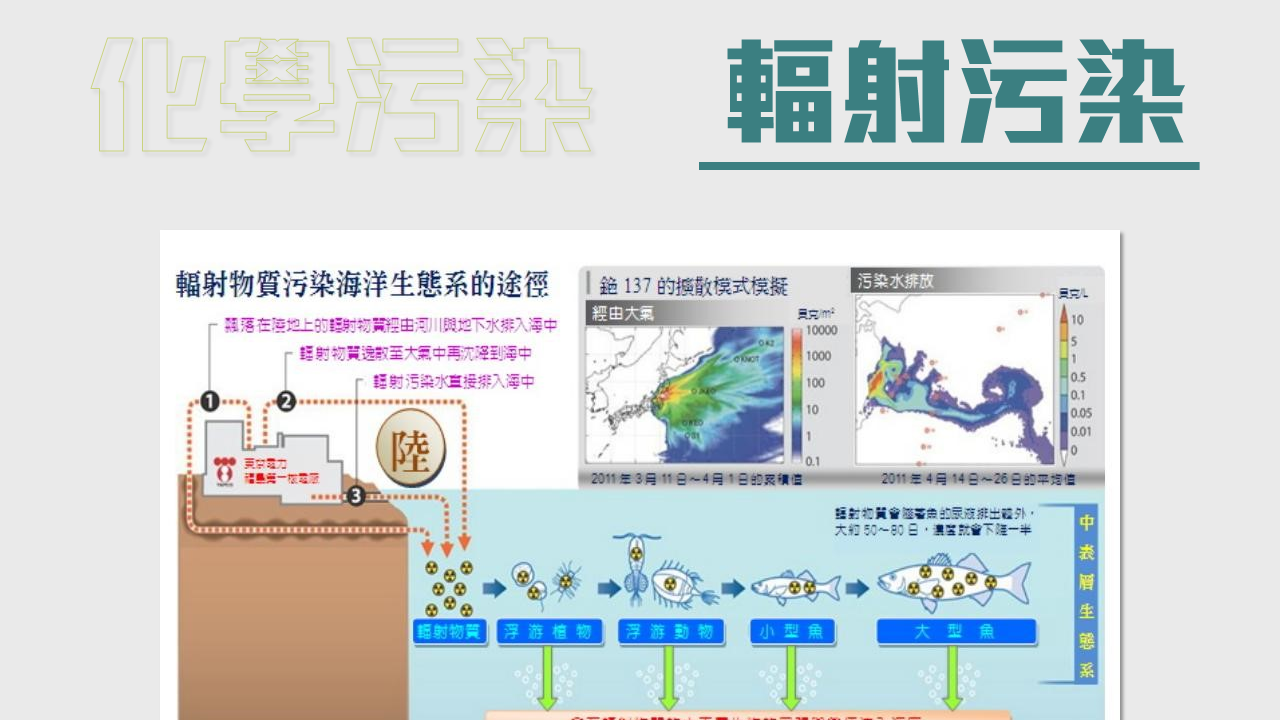 化學污染
輻射污染
輻射物質污染海洋生態系的途徑
飄落在陸地上的輻射物質經由河川與地下水排入海中
輻射物質逸散至大氣中再沉降到海中
輻射污染水直接排入海中
1
2
3
陸
東京電力
福島第一核電廠
銫 137 的擴散模式模擬
經由大氣
貝克/m²
10000
1000
100
10
1
0.1
2011 年 3 月 11 日～4 月 1 日的累積值
污染水排放
貝克/L
10
5
1
0.5
0.1
0.05
0.01
0
2011 年 4 月 14 日～26 日的平均值
輻射物質會隨著魚的尿液排出體外，
大約 50～80 日，濃度就會下降一半
中表層生態系
輻射物質
浮游植物
浮游動物
小型魚
大型魚